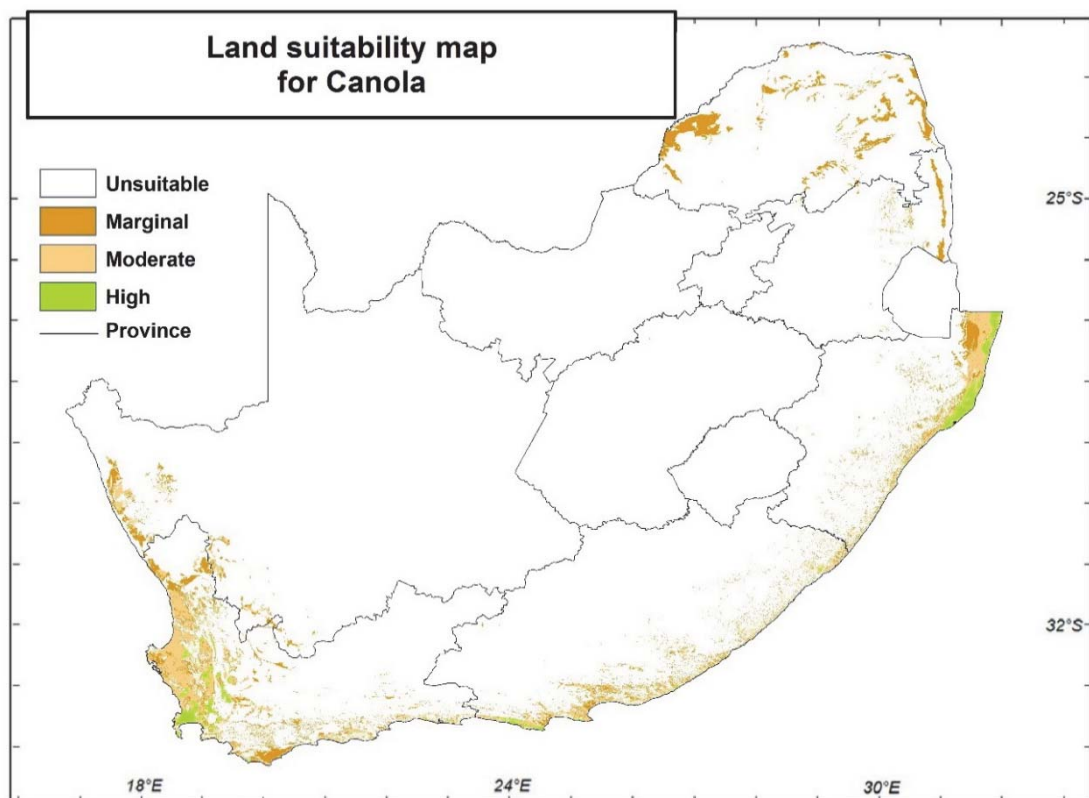 Land suitability map
for Canola
Unsuitable
Marginal
Moderate
High
Province
25°S
32°S
18°E
24°E
30°E